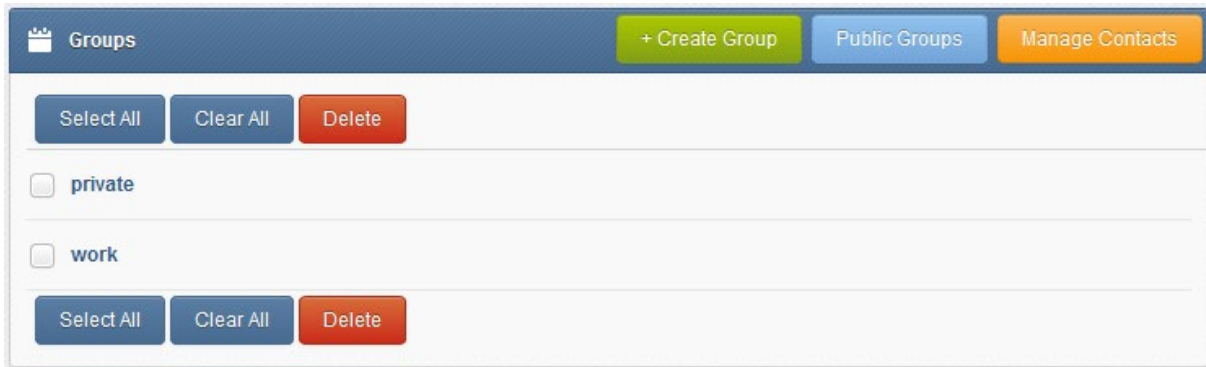 Groups + Create Group Public Groups Manage Contacts
Select All Clear All Delete
private
work
Select All Clear All Delete